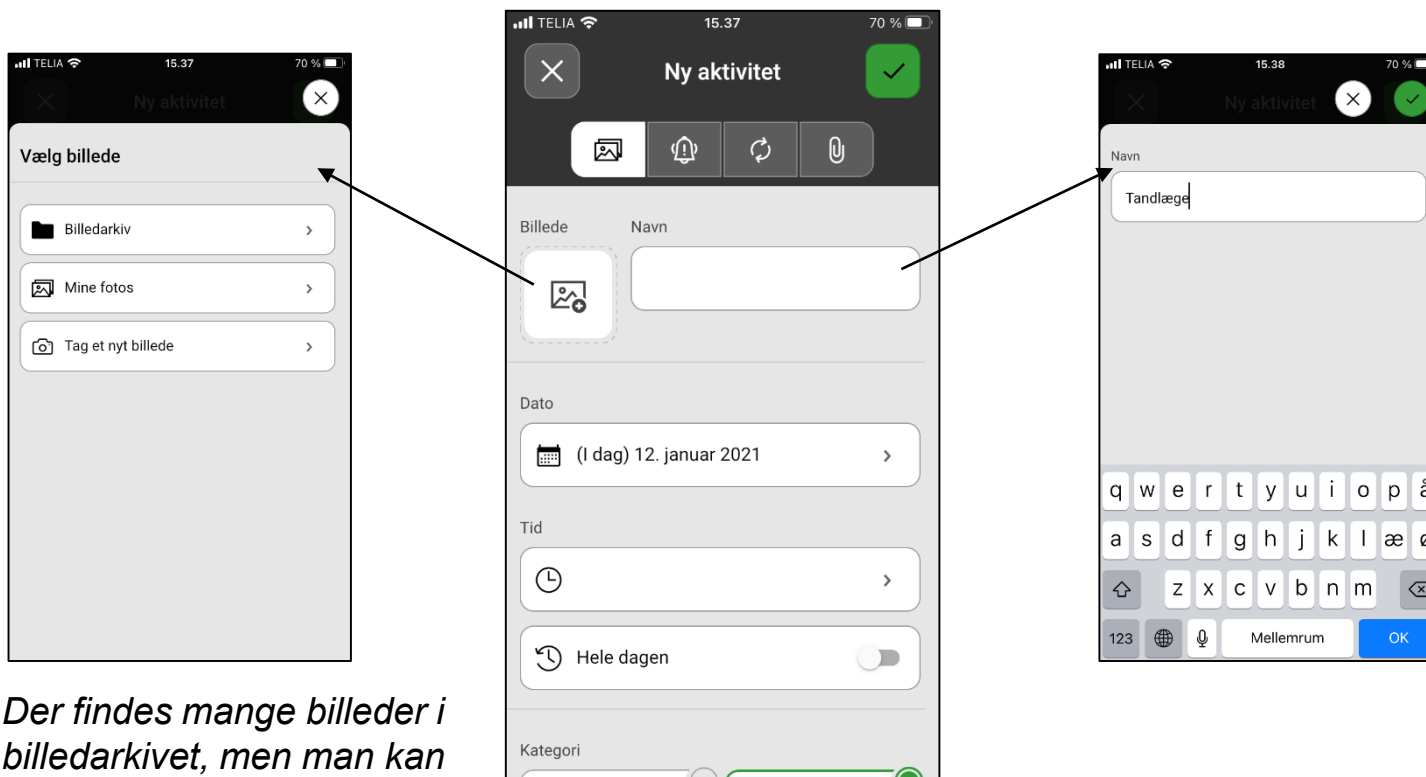 TELIA 15.37 70 %
Ny aktivitet
Vælg billede
Billedarkiv
Mine fotos
Tag et nyt billede
Der findes mange billeder i
billedarkivet, men man kan
TELIA 15.37 70 %
Ny aktivitet
Billede Navn
Dato
(I dag) 12. januar 2021
Tid
Hele dagen
Kategori
TELIA 15.38 70 %
Ny aktivitet
Navn
Tandlæge
q w e r t y u i o p å
a s d f g h j k l æ ø
z x c v b n m
123 Mellemrum OK